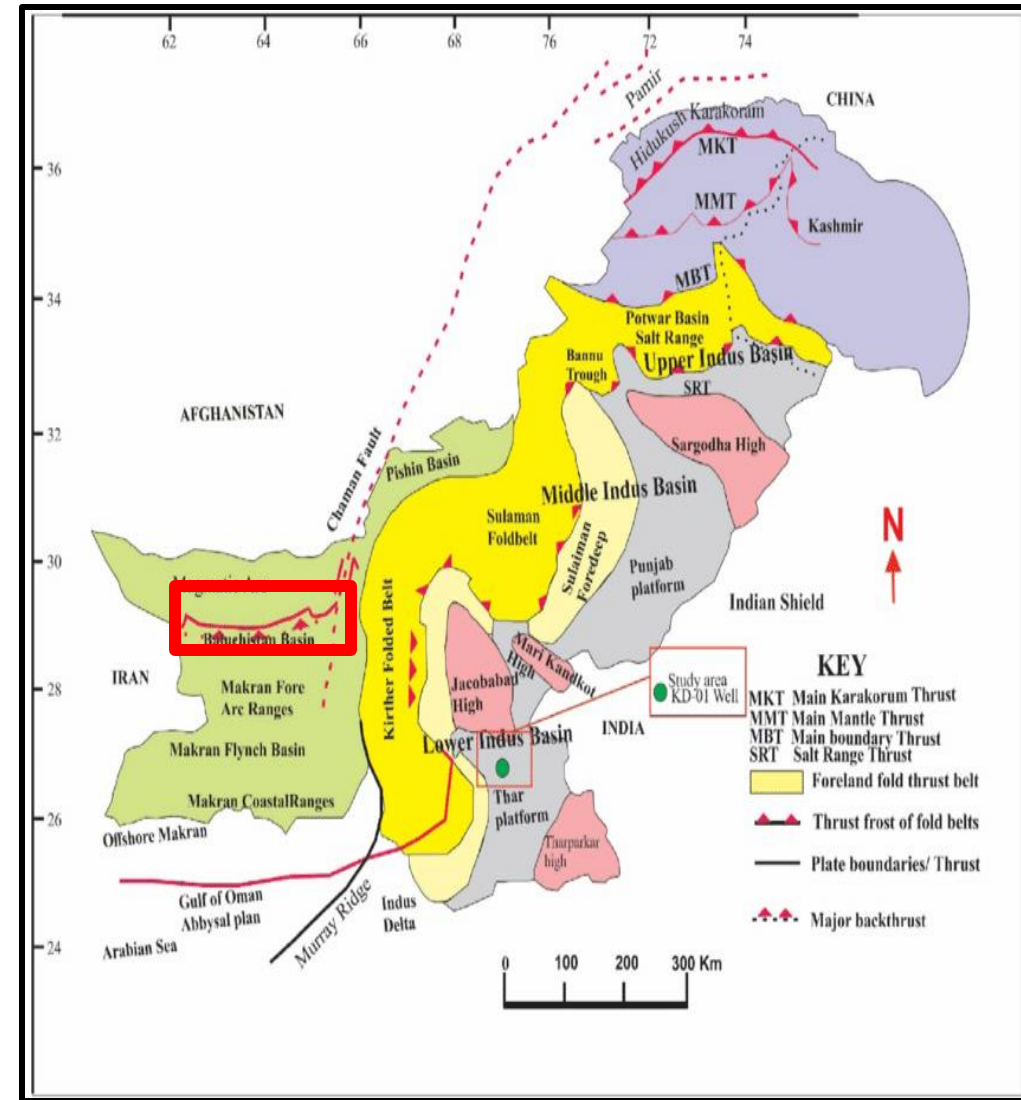 62
64
66
68
76
72
74
36
34
32
30
28
26
24
Pamir
CHINA
Hidukush Karakoram
MKT
MMT
Kashmir
MBT
Potwar Basin
Salt Range
Bannu
Trough
Upper Indus Basin
SRT
AFGHANISTAN
Chaman Fault
Pishin Basin
Sargodha High
Middle Indus Basin
Sulaman
Foldbelt
Sulaiman
Foredeep
Punjab
platform
N
Indian Shield
Baluchistan Basin
IRAN
Makran Fore
Arc Ranges
Kirther Folded Belt
Jacobabad
High
Mari Kandkot
High
Study area
KD-01 Well
INDIA
Makran Flynch Basin
Lower Indus Basin
Makran CoastalRanges
Thar
platform
Offshore Makran
Tharparkar
high
Gulf of Oman
Abbysal plan
Murray Ridge
Indus
Delta
Arabian Sea
KEY
MKT Main Karakorum Thrust
MMT Main Mantle Thrust
MBT Main boundary Thrust
SRT Salt Range Thrust
Foreland fold thrust belt
Thrust frost of fold belts
Plate boundaries/ Thrust
Major backthrust
0 100 200 300 Km